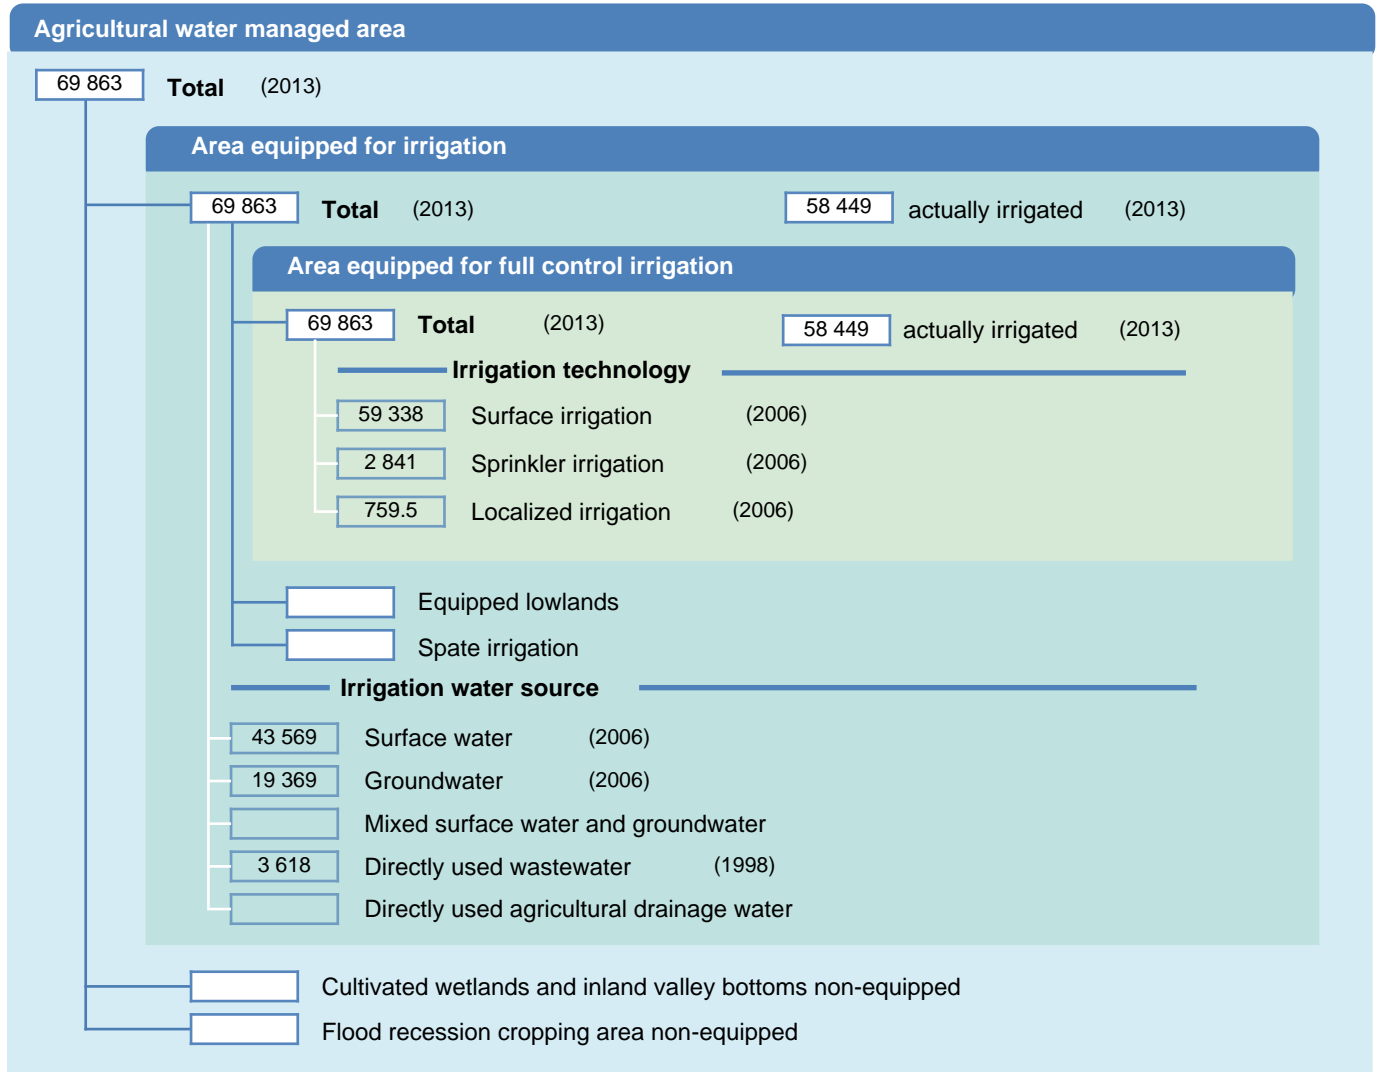 Agricultural water managed area
69 863 Total (2013)
Area equipped for irrigation
69 863 Total (2013) 58 449 actually irrigated (2013)
Area equipped for full control irrigation
69 863 Total (2013) 58 449 actually irrigated (2013)
Irrigation technology
59 338 Surface irrigation (2006)
2 841 Sprinkler irrigation (2006)
759.5 Localized irrigation (2006)
Equipped lowlands
Spate irrigation
Irrigation water source
43 569 Surface water (2006)
19 369 Groundwater (2006)
Mixed surface water and groundwater
3 618 Directly used wastewater (1998)
Directly used agricultural drainage water
Cultivated wetlands and inland valley bottoms non-equipped
Flood recession cropping area non-equipped